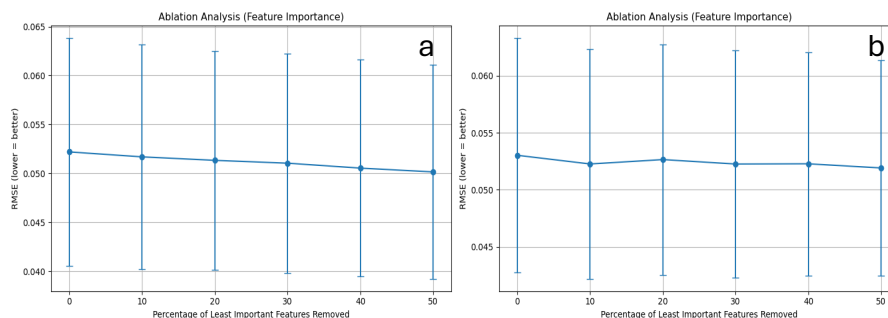 Ablation Analysis (Feature Importance)
a
RMSE (lower = better)
0.065
0.060
0.055
0.050
0.045
0.040
0 10 20 30 40 50
Percentage of Least Important Features Removed
Ablation Analysis (Feature Importance)
b
RMSE (lower = better)
0.060
0.055
0.050
0.045
0 10 20 30 40 50
Percentage of Least Important Features Removed